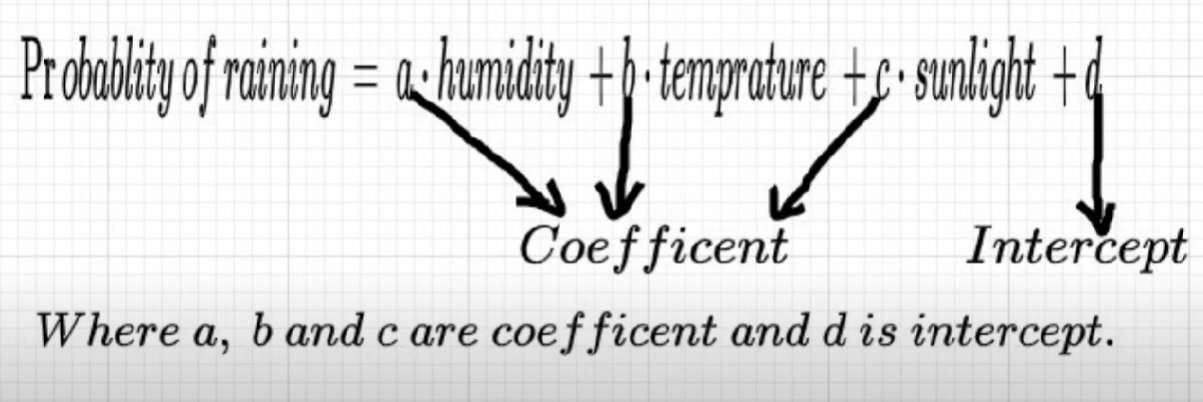 Probablity of raining = a · humidity + b · temprature + c · sunlight + d
Coefficent Intercept
Where a, b and c are coefficent and d is intercept.